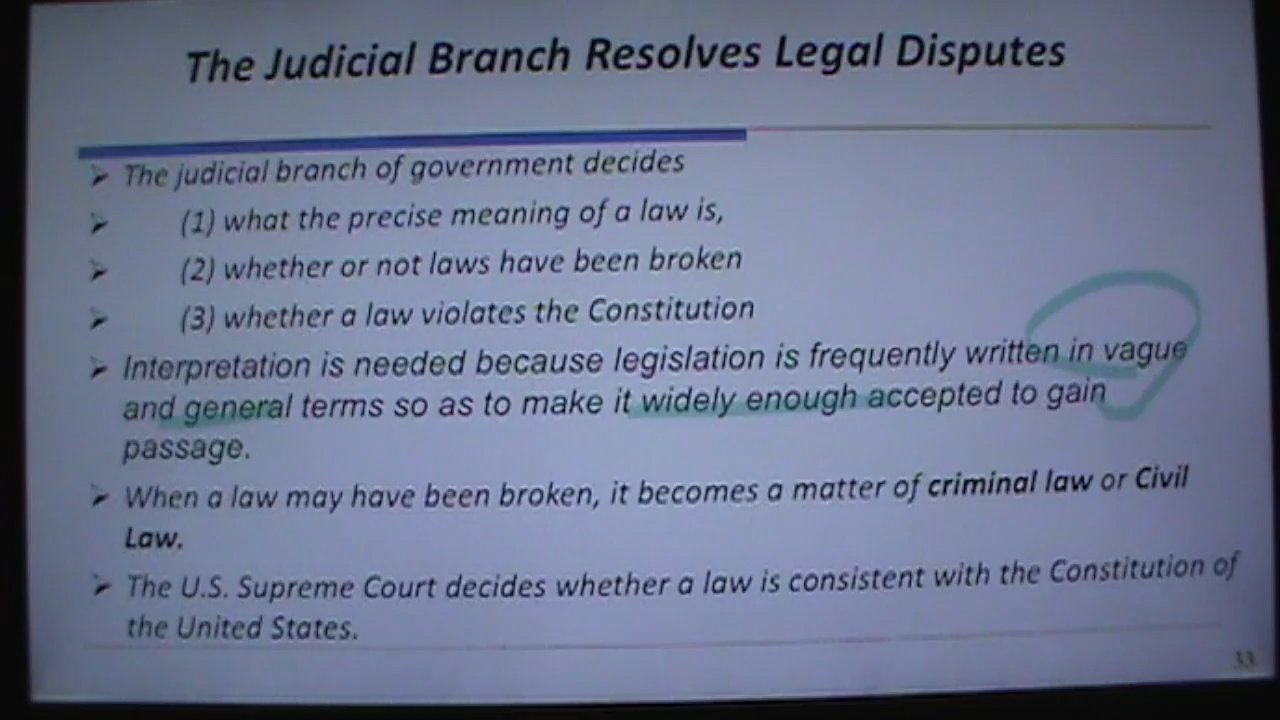 The Judicial Branch Resolves Legal Disputes
The judicial branch of government decides
(1) what the precise meaning of a law is,
(2) whether or not laws have been broken
(3) whether a law violates the Constitution
Interpretation is needed because legislation is frequently written in vague
and general terms so as to make it widely enough accepted to gain
passage.
When a law may have been broken, it becomes a matter of criminal law or Civil
Law.
The U.S. Supreme Court decides whether a law is consistent with the Constitution of
the United States.
33